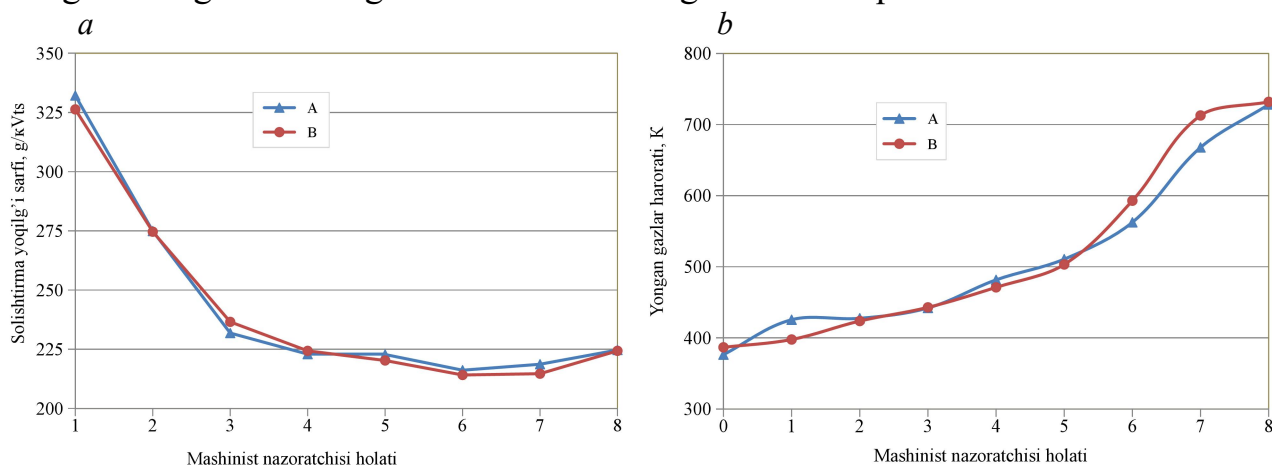 a
350
325
300
275
250
225
200
A
B
1 2 3 4 5 6 7 8
Solishtirma yoqilg’i sarfi, g/кVts
Mashinist nazoratchisi holati
b
800
700
600
500
400
300
A
B
0 1 2 3 4 5 6 7 8
Yongan gazlar harorati, К
Mashinist nazoratchisi holati